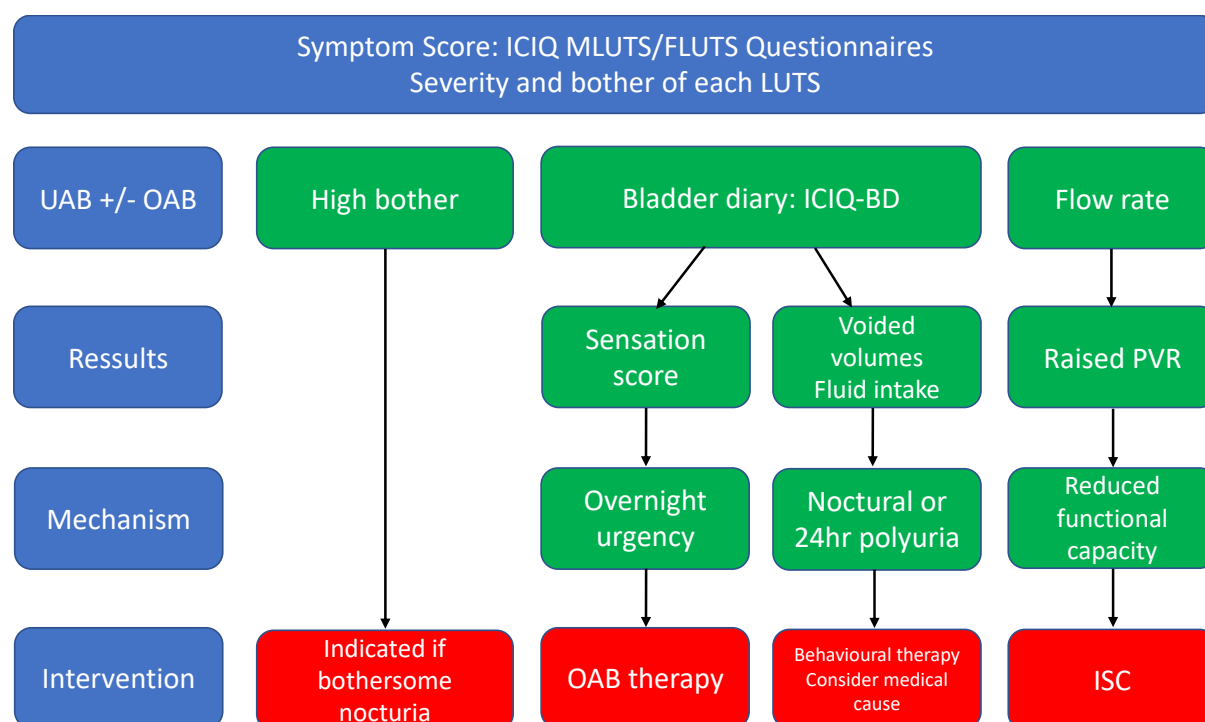 Symptom Score: ICIQ MLUTS/FLUTS Questionnaires
Severity and bother of each LUTS
UAB +/- OAB
High bother
Bladder diary: ICIQ-BD
Flow rate
Ressults
Sensation
score
Voided
volumes
Fluid intake
Raised PVR
Mechanism
Overnight
urgency
Noctural or
24hr polyuria
Reduced
functional
capacity
Intervention
Indicated if
bothersome
nocturia
OAB therapy
Behavioural therapy
Consider medical
cause
ISC